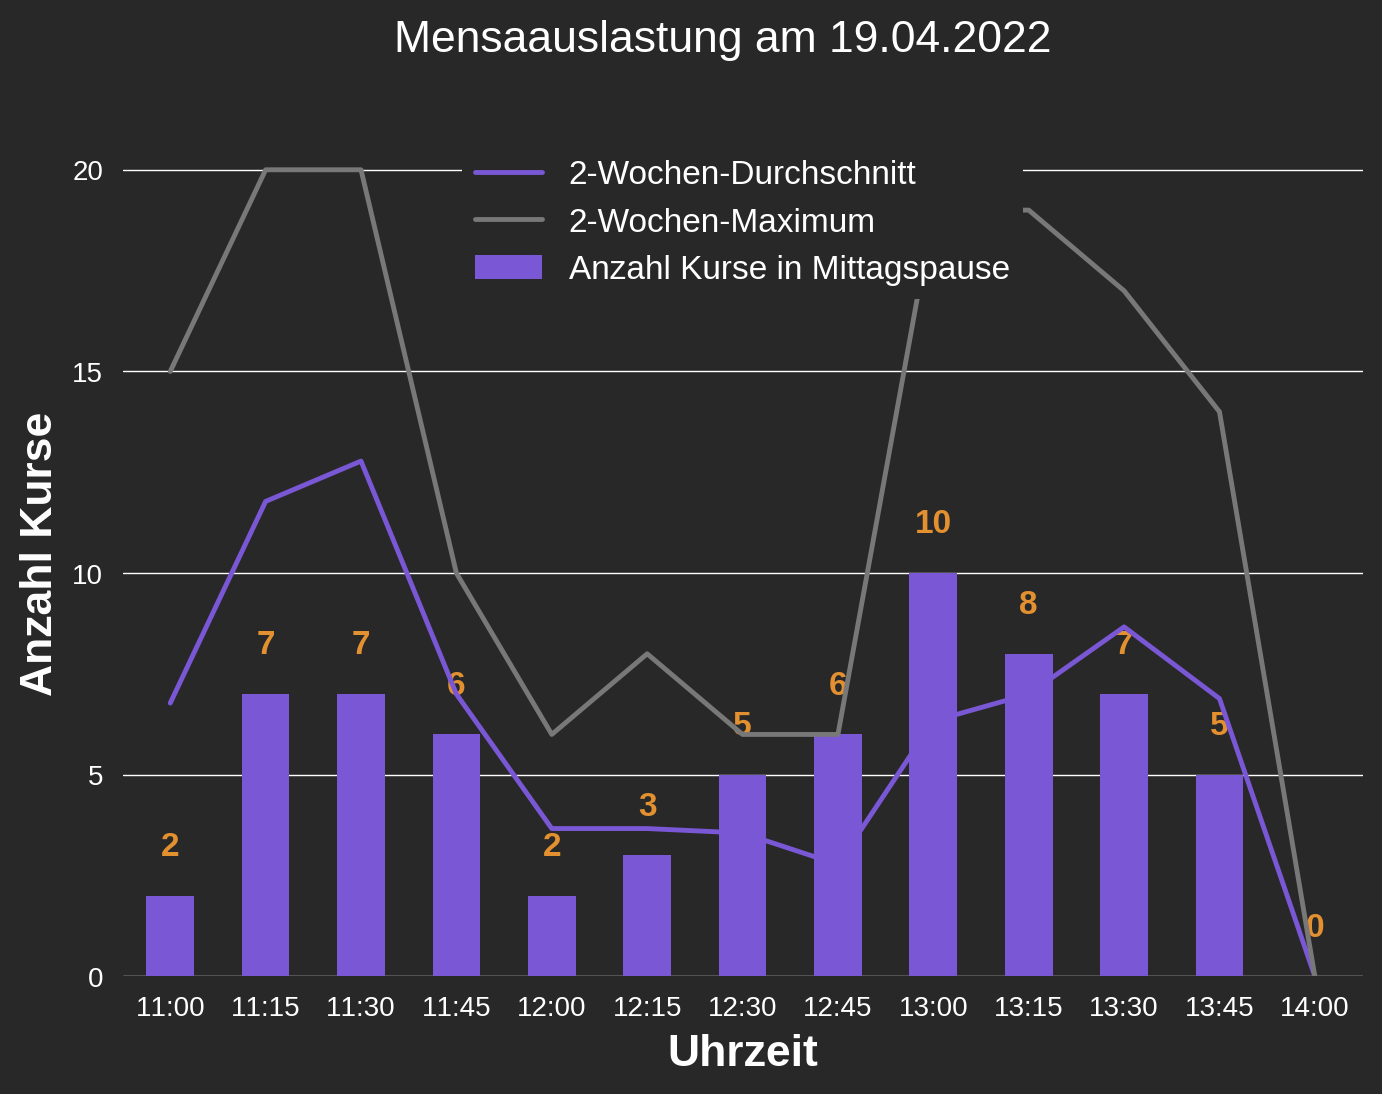 Mensaauslastung am 19.04.2022
2-Wochen-Durchschnitt
2-Wochen-Maximum
Anzahl Kurse in Mittagspause
Anzahl Kurse
20
15
10
5
0
2
7
7
6
2
3
5
6
10
8
7
5
0
11:00 11:15 11:30 11:45 12:00 12:15 12:30 12:45 13:00 13:15 13:30 13:45 14:00
Uhrzeit